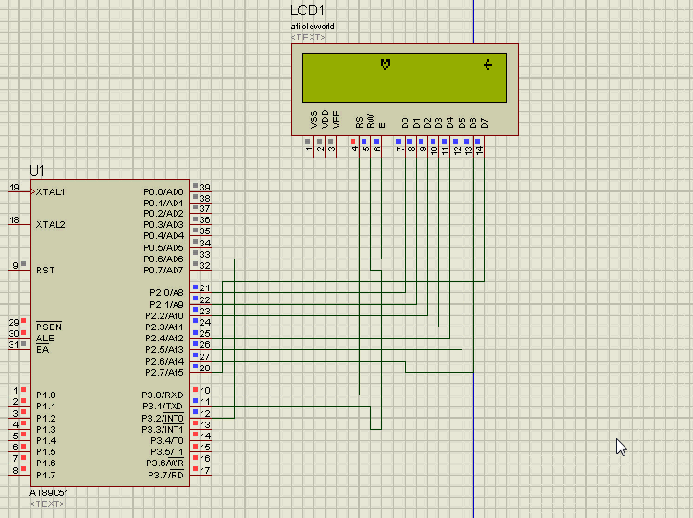 LCD1
<TEXT>
VSS
VDD
VEE
RS
RW
E
D0
D1
D2
D3
D4
D5
D6
D7
1
2
3
4
5
6
7
8
9
10
11
12
13
14
U1
19 XTAL1
18 XTAL2
9 RST
29 PSEN
30 ALE
31 EA
1 P1.0
2 P1.1
3 P1.2
4 P1.3
5 P1.4
6 P1.5
7 P1.6
8 P1.7
P0.0/AD0 39
P0.1/AD1 38
P0.2/AD2 37
P0.3/AD3 36
P0.4/AD4 35
P0.5/AD5 34
P0.6/AD6 33
P0.7/AD7 32
P2.0/A8 21
P2.1/A9 22
P2.2/A10 23
P2.3/A11 24
P2.4/A12 25
P2.5/A13 26
P2.6/A14 27
P2.7/A15 28
P3.0/RXD 10
P3.1/TXD 11
P3.2/INT0 12
P3.3/INT1 13
P3.4/T0 14
P3.5/T1 15
P3.6/WR 16
P3.7/RD 17
<TEXT>